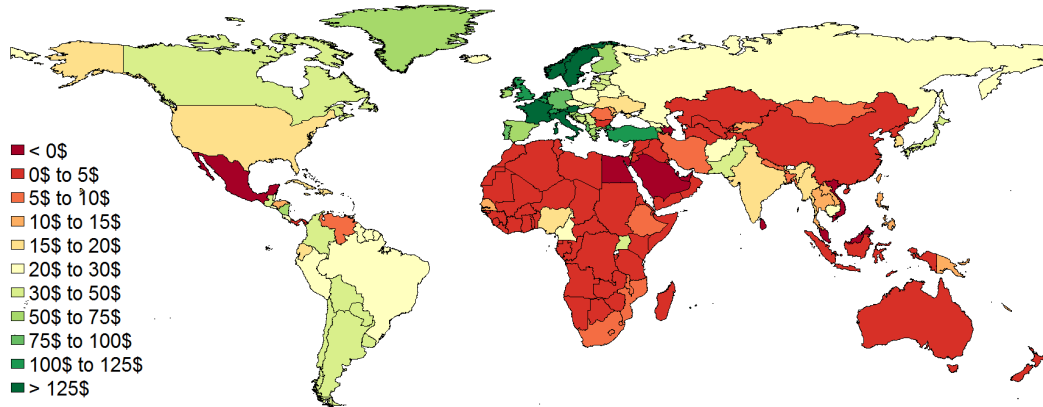 < 0$
0$ to 5$
5$ to 10$
10$ to 15$
15$ to 20$
20$ to 30$
30$ to 50$
50$ to 75$
75$ to 100$
100$ to 125$
> 125$